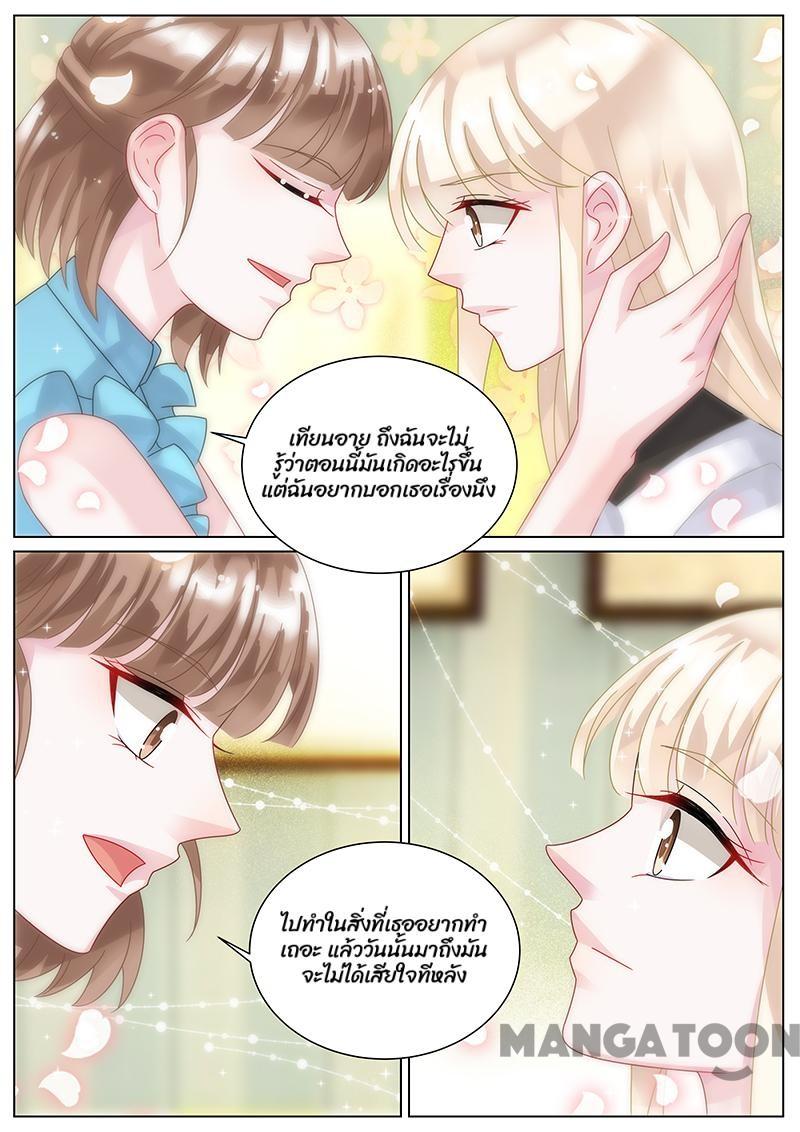 เทียนอาย ถึงฉันจะไม่
รู้ว่าตอนนี้มันเกิดอะไรขึ้น
แต่ฉันอยากบอกเธอเรื่องนึง
ไปทำในสิ่งที่เธออยากทำ
เถอะ แล้ววันนั้นมาถึงมัน
จะไม่ได้เสียใจทีหลัง
MANGATOON